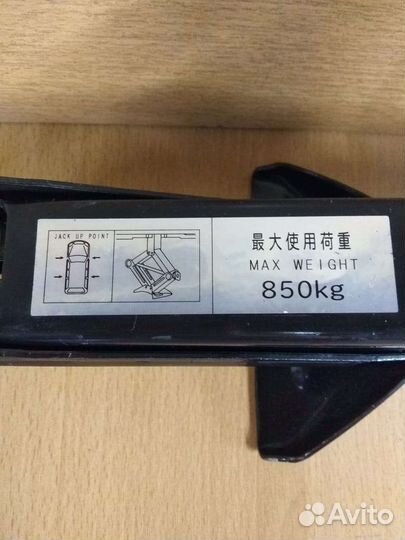 JACK UP POINT
最大使用荷重
MAX WEIGHT
850kg
Avito